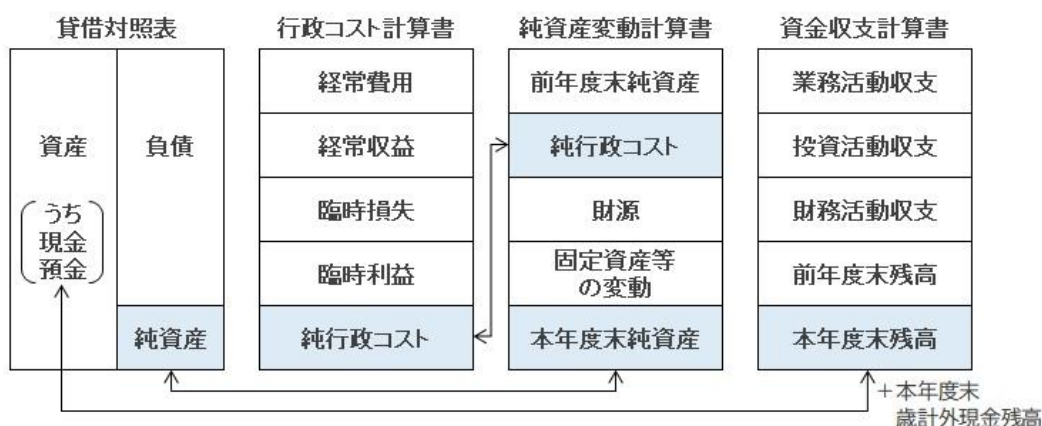 貸借対照表
資産
うち
現金
預金
負債
純資産
行政コスト計算書
経常費用
経常収益
臨時損失
臨時利益
純行政コスト
純資産変動計算書
前年度末純資産
純行政コスト
財源
固定資産等
の変動
本年度末純資産
資金収支計算書
業務活動収支
投資活動収支
財務活動収支
前年度末残高
本年度末残高
＋本年度末
歳計外現金残高